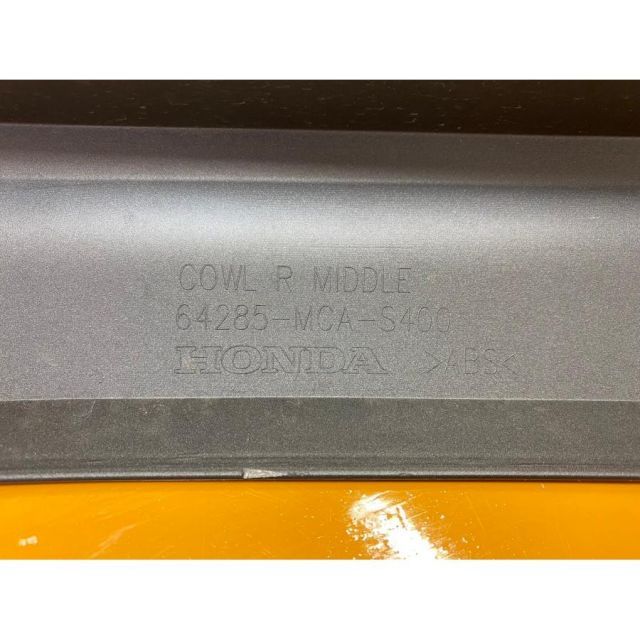 COWL R MIDDLE
64285-MCA-S400
HONDA >ABS<